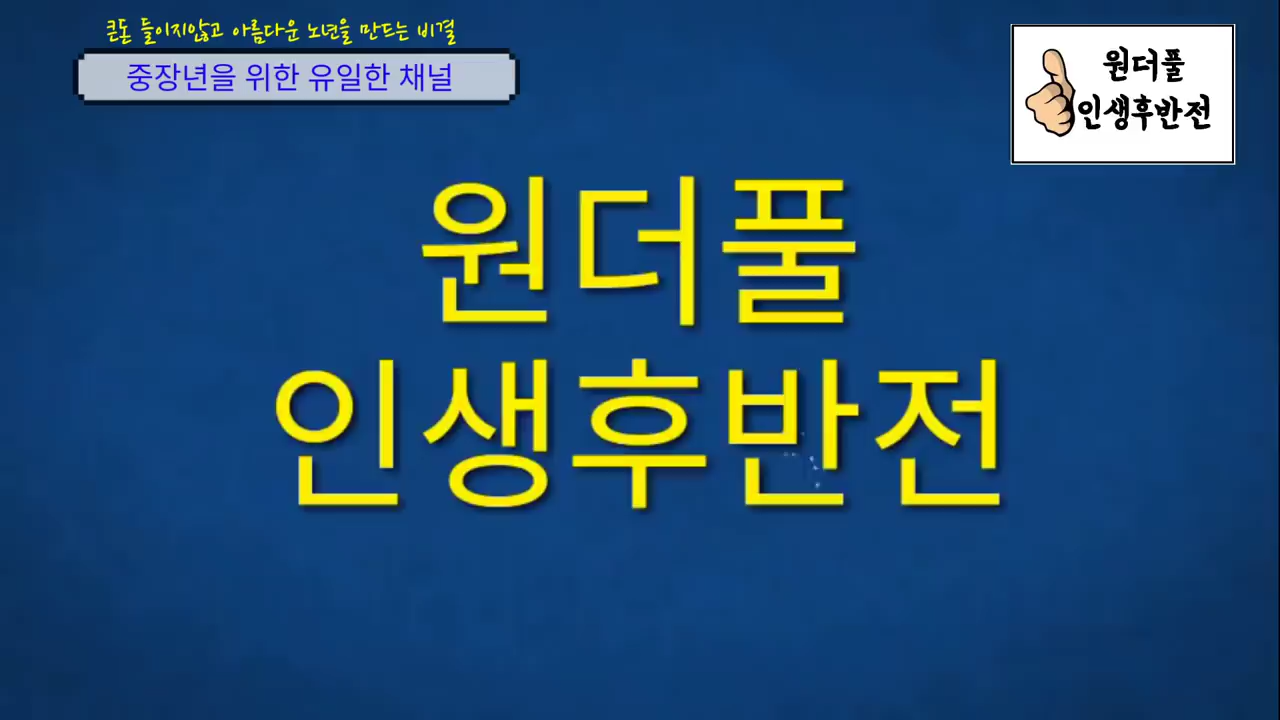 큰돈 들이지않고 아름다운 노년을 만드는 비결
중장년을 위한 유일한 채널
원더풀
인생후반전
원더풀
인생후반전